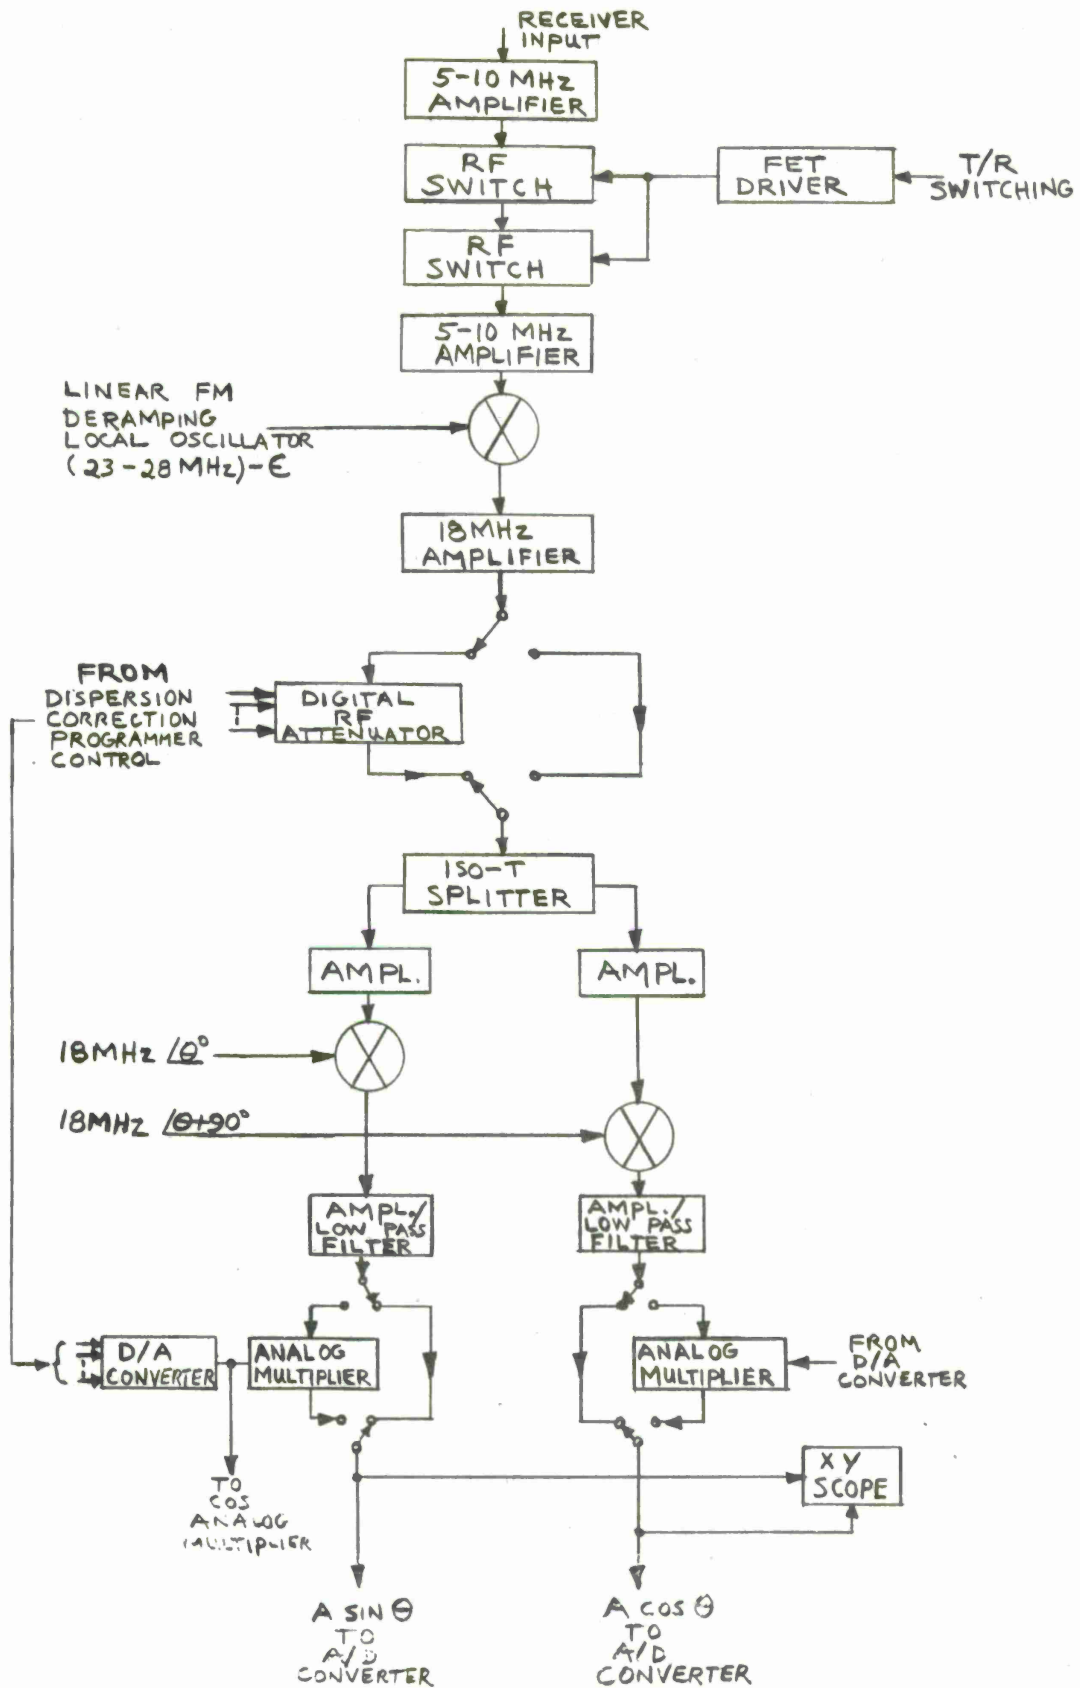 RECEIVER
INPUT
5-10 MHz
AMPLIFIER
RF
SWITCH
FET
DRIVER
T/R
SWITCHING
RF
SWITCH
5-10 MHz
AMPLIFIER
LINEAR FM
DERAMPING
LOCAL OSCILLATOR
(23-28 MHz)-Є
18 MHz
AMPLIFIER
FROM
DISPERSION
CORRECTION
PROGRAMMER
CONTROL
DIGITAL
RF
ATTENUATOR
ISO-T
SPLITTER
AMPL.
AMPL.
18MHz /θ°
18MHz /θ+90°
AMPL./
LOW PASS
FILTER
AMPL./
LOW PASS
FILTER
D/A
CONVERTER
ANALOG
MULTIPLIER
ANALOG
MULTIPLIER
FROM
D/A
CONVERTER
XY
SCOPE
TO
COS
ANALOG
MULTIPLIER
A SIN θ
TO
A/D
CONVERTER
A COS θ
TO
A/D
CONVERTER